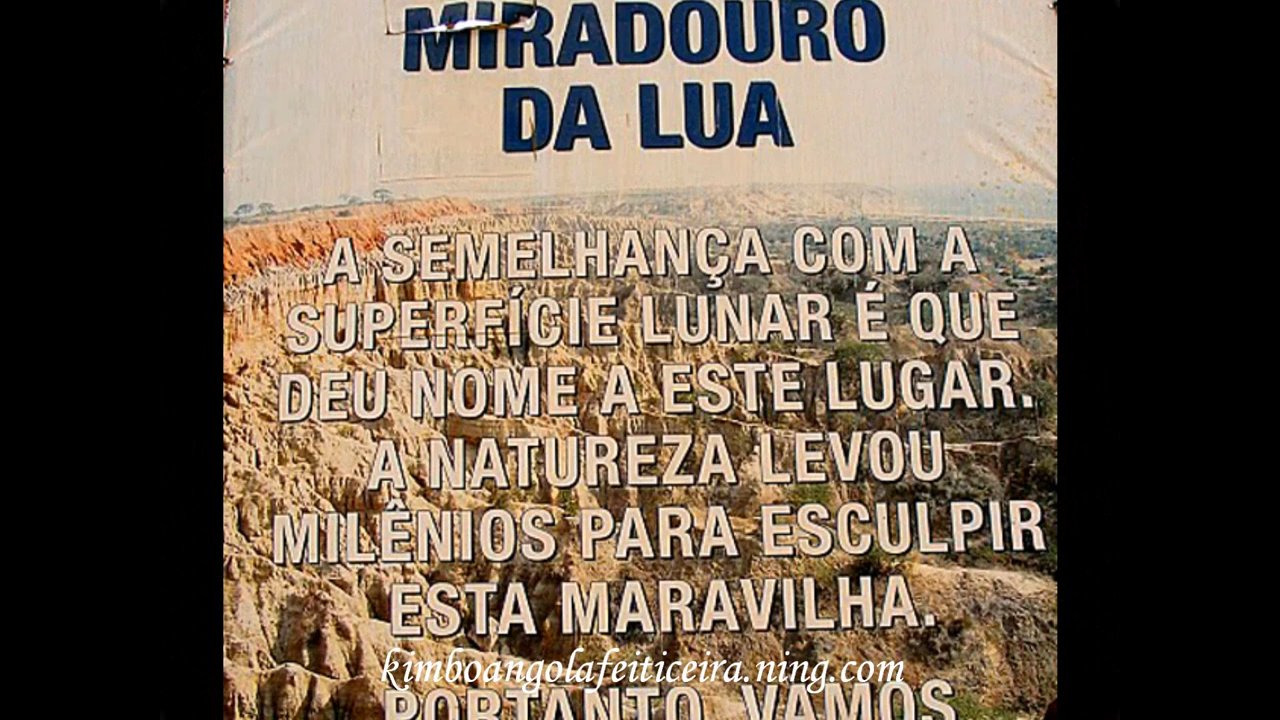 MIRADOURO
DA LUA
A SEMELHANÇA COM A
SUPERFÍCIE LUNAR É QUE
DEU NOME A ESTE LUGAR.
A NATUREZA LEVOU
MILÊNIOS PARA ESCULPIR
ESTA MARAVILHA.
kimboangolafeiticeira.ning.com
PORTANTO, VAMOS